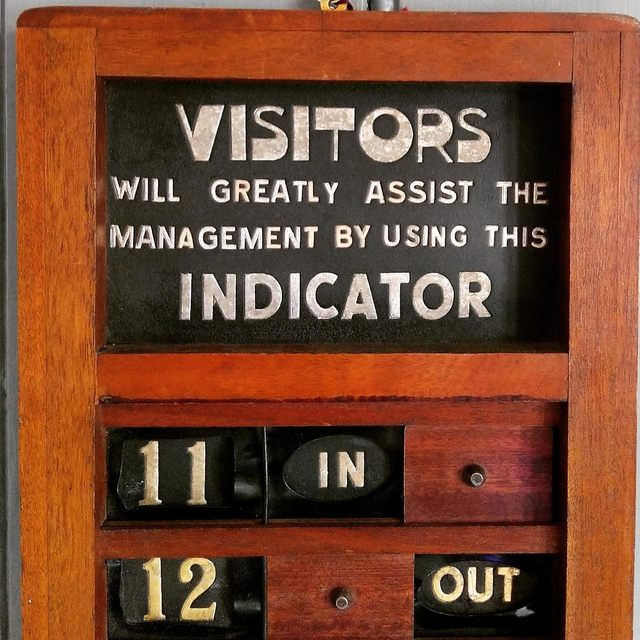 VISITORS
WILL GREATLY ASSIST THE
MANAGEMENT BY USING THIS
INDICATOR
11 IN
12 OUT